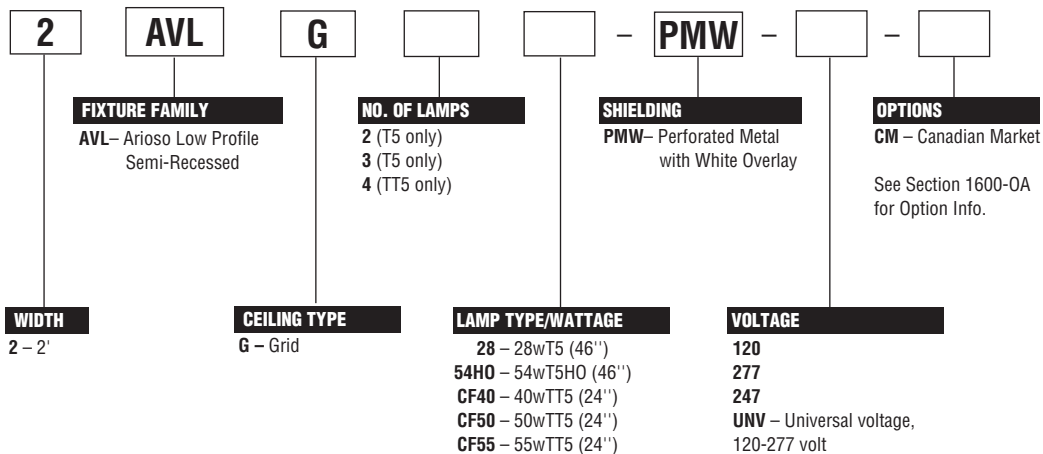 2 AVL G – PMW – –
FIXTURE FAMILY
AVL– Arioso Low Profile
Semi-Recessed
NO. OF LAMPS
2 (T5 only)
3 (T5 only)
4 (TT5 only)
SHIELDING
PMW– Perforated Metal
with White Overlay
OPTIONS
CM – Canadian Market
See Section 1600-OA
for Option Info.
WIDTH
2 – 2'
CEILING TYPE
G – Grid
LAMP TYPE/WATTAGE
28 – 28wT5 (46'')
54HO – 54wT5HO (46'')
CF40 – 40wTT5 (24'')
CF50 – 50wTT5 (24'')
CF55 – 55wTT5 (24'')
VOLTAGE
120
277
247
UNV – Universal voltage,
120-277 volt